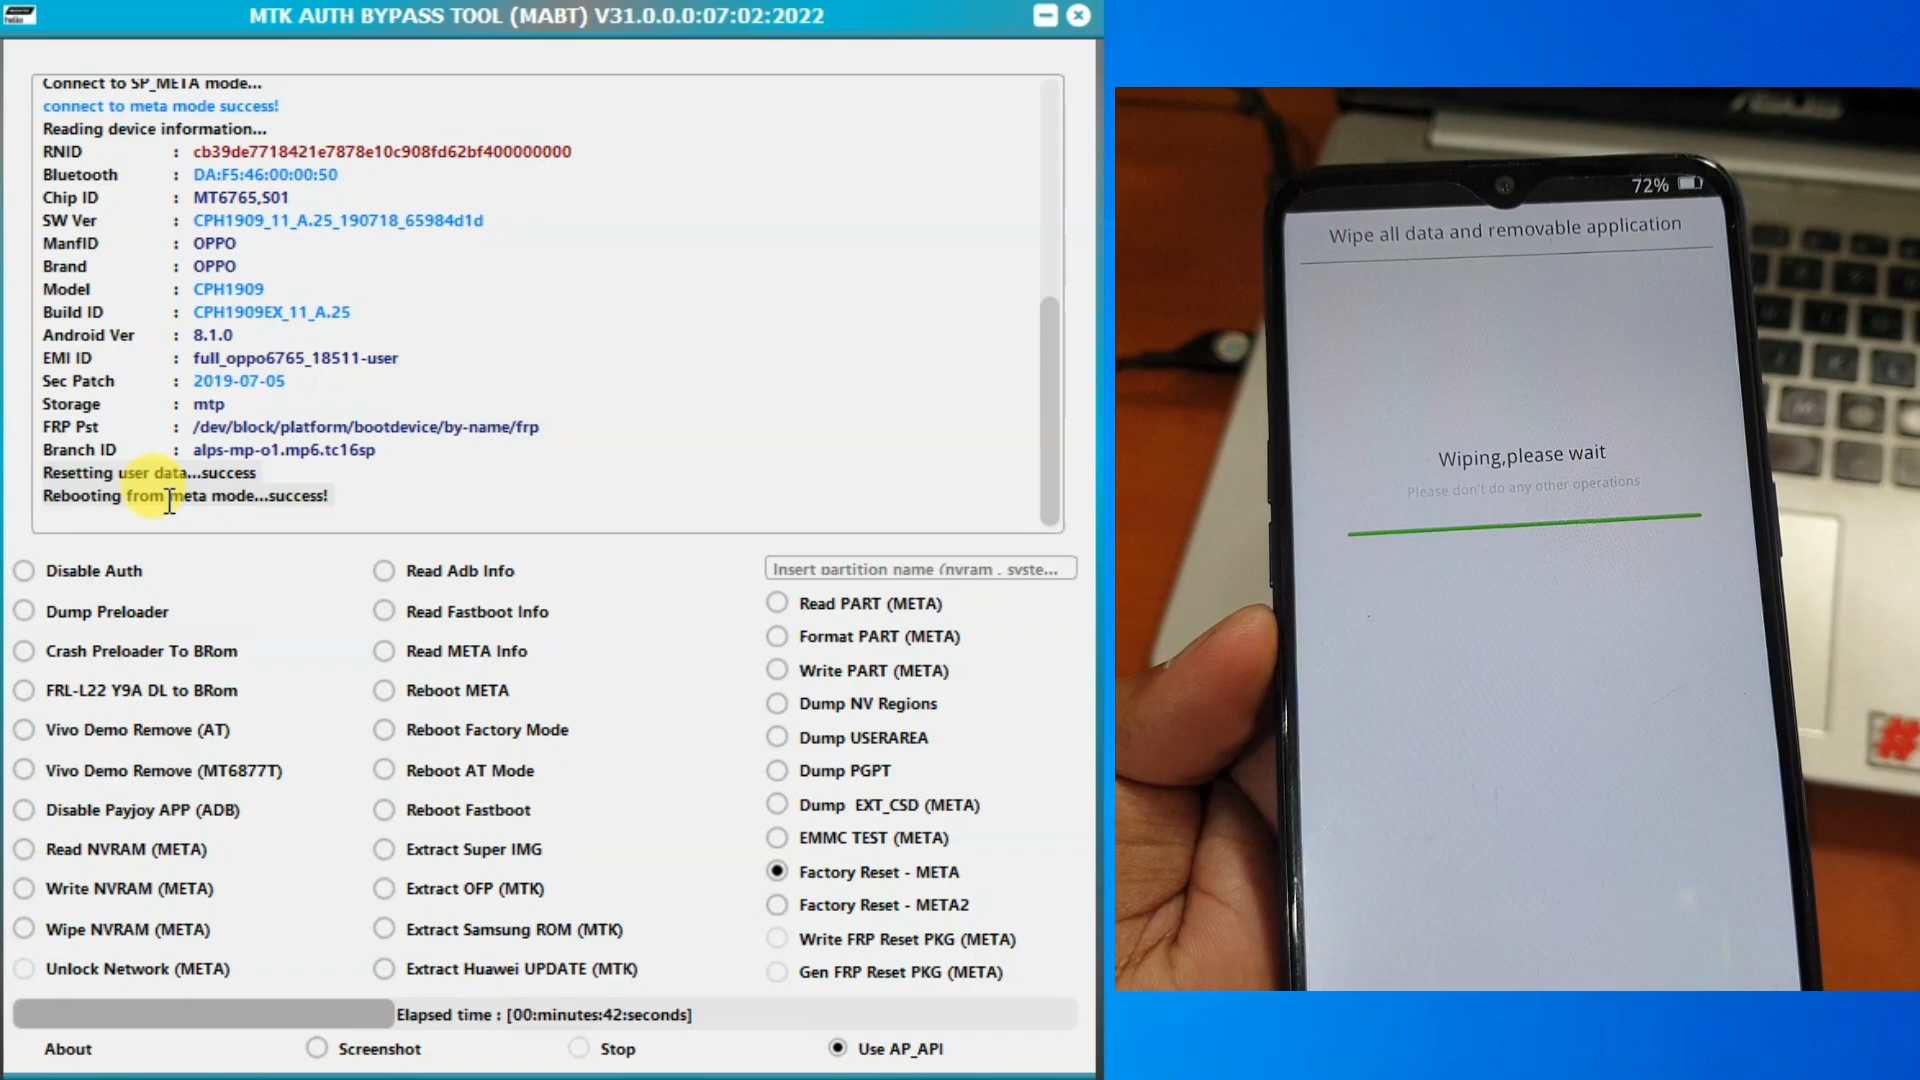 MTK AUTH BYPASS TOOL (MABT) V31.0.0.0:07:02:2022
Connect to SP_META mode...
connect to meta mode success!
Reading device information...
RNID : cb39de7718421e7878e10c908fd62bf400000000
Bluetooth : DA:F5:46:00:00:50
Chip ID : MT6765,S01
SW Ver : CPH1909_11_A.25_190718_65984d1d
ManfID : OPPO
Brand : OPPO
Model : CPH1909
Build ID : CPH1909EX_11_A.25
Android Ver : 8.1.0
EMI ID : full_oppo6765_18511-user
Sec Patch : 2019-07-05
Storage : mtp
FRP Pst : /dev/block/platform/bootdevice/by-name/frp
Branch ID : alps-mp-o1.mp6.tc16sp
Resetting user data...success
Rebooting from meta mode...success!
Disable Auth
Dump Preloader
Crash Preloader To BRom
FRL-L22 Y9A DL to BRom
Vivo Demo Remove (AT)
Vivo Demo Remove (MT6877T)
Disable Payjoy APP (ADB)
Read NVRAM (META)
Write NVRAM (META)
Wipe NVRAM (META)
Unlock Network (META)
Read Adb Info
Read Fastboot Info
Read META Info
Reboot META
Reboot Factory Mode
Reboot AT Mode
Reboot Fastboot
Extract Super IMG
Extract OFP (MTK)
Extract Samsung ROM (MTK)
Extract Huawei UPDATE (MTK)
Insert partition name (nvram , syste...
Read PART (META)
Format PART (META)
Write PART (META)
Dump NV Regions
Dump USERAREA
Dump PGPT
Dump EXT_CSD (META)
EMMC TEST (META)
Factory Reset - META
Factory Reset - META2
Write FRP Reset PKG (META)
Gen FRP Reset PKG (META)
Elapsed time : [00:minutes:42:seconds]
About
Screenshot
Stop
Use AP_API
72%
Wipe all data and removable application
Wiping,please wait
Please don't do any other operations
#